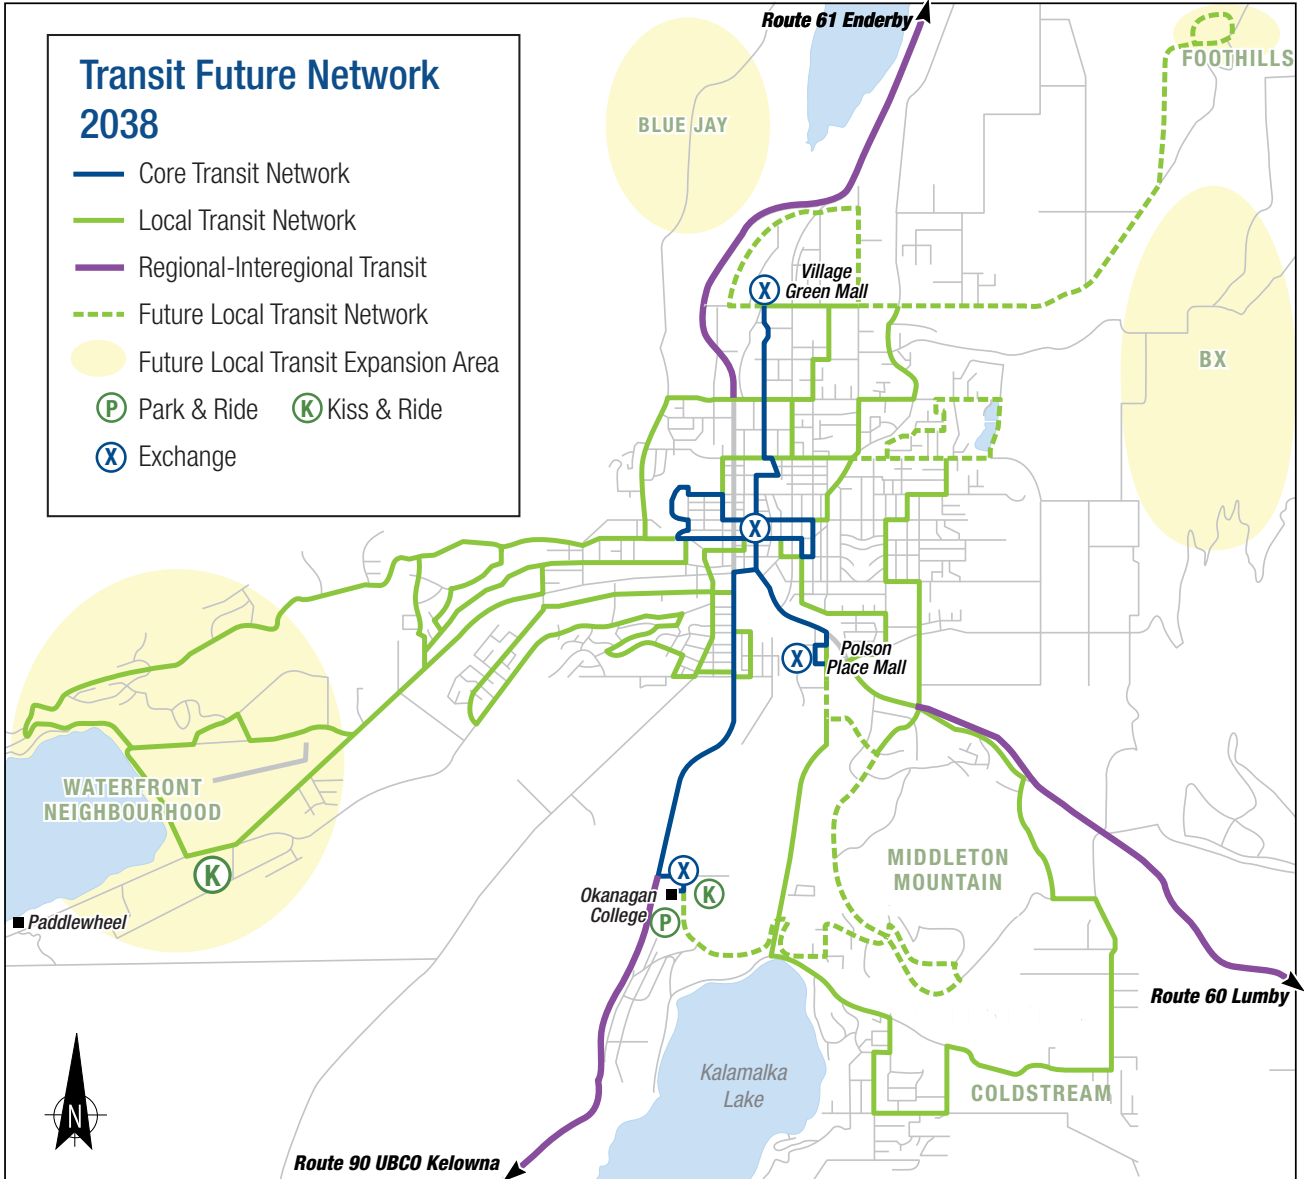 Route 61 Enderby
Transit Future Network
2038
Core Transit Network
Local Transit Network
Regional-Interegional Transit
Future Local Transit Network
Future Local Transit Expansion Area
P Park & Ride K Kiss & Ride
X Exchange
FOOTHILLS
BLUE JAY
X
Village
Green Mall
BX
X
X
Polson
Place Mall
WATERFRONT
NEIGHBOURHOOD
K
Paddlewheel
MIDDLETON
MOUNTAIN
X
Okanagan
College
K
P
Route 60 Lumby
Kalamalka
Lake
COLDSTREAM
N
Route 90 UBCO Kelowna